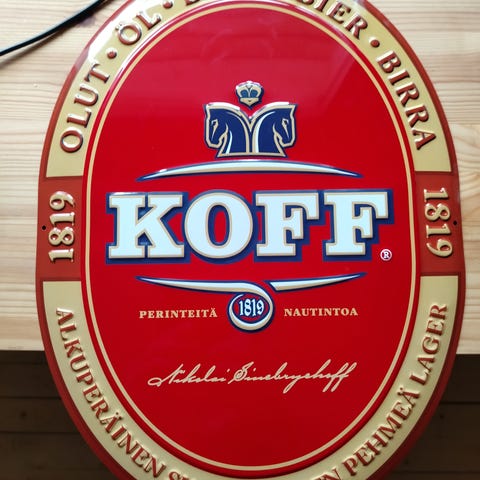 OLUT • ÖL • BIER • BIRRA
1819
1819
KOFF
®
PERINTEITÄ 1819 NAUTINTOA
Nikolai Sinebrychoff
ALKUPERÄINEN PEHMEÄ LAGER